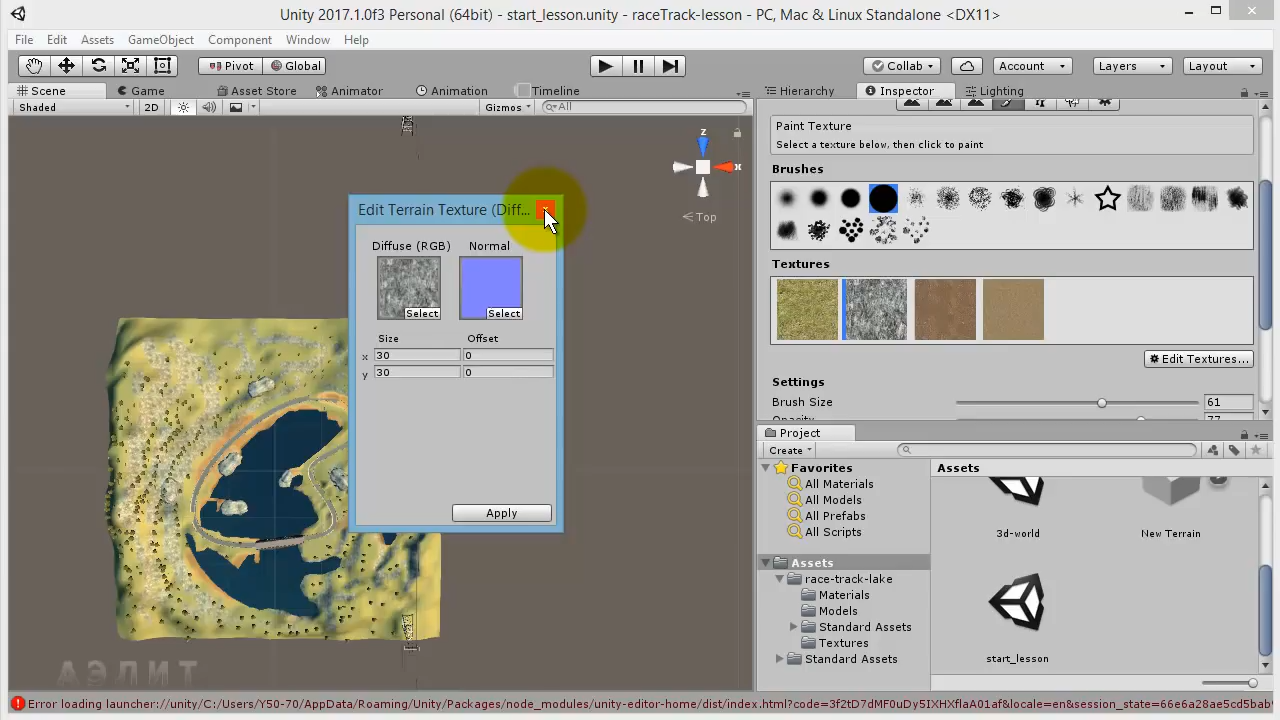 Unity 2017.1.0f3 Personal (64bit) - start_lesson.unity - raceTrack-lesson - PC, Mac & Linux Standalone <DX11>
File Edit Assets GameObject Component Window Help
Pivot Global Collab Account Layers Layout
Scene Game Asset Store Animator Animation Timeline Hierarchy Inspector Lighting
Shaded 2D Gizmos All
Paint Texture
Select a texture below, then click to paint
Brushes
z
x
Top
Edit Terrain Texture (Diff...
Diffuse (RGB) Normal
Select Select
Size Offset
x 30 0
y 30 0
Apply
Textures
Edit Textures...
Settings
Brush Size 61
Opacity 77
Project
Create
Favorites
All Materials
All Models
All Prefabs
All Scripts
Assets
race-track-lake
Materials
Models
Standard Assets
Textures
Standard Assets
Assets
3d-world New Terrain
start_lesson
АЭЛИТ
Error loading launcher://unity/C:/Users/Y50-70/AppData/Roaming/Unity/Packages/node_modules/unity-editor-home/dist/index.html?code=3f2tD7dMF0uDy5IXHXflaA01af&locale=en&session_state=66e6a28ae5cd5bab9